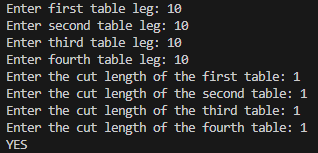 Enter first table leg: 10
Enter second table leg: 10
Enter third table leg: 10
Enter fourth table leg: 10
Enter the cut length of the first table: 1
Enter the cut length of the second table: 1
Enter the cut length of the third table: 1
Enter the cut length of the fourth table: 1
YES